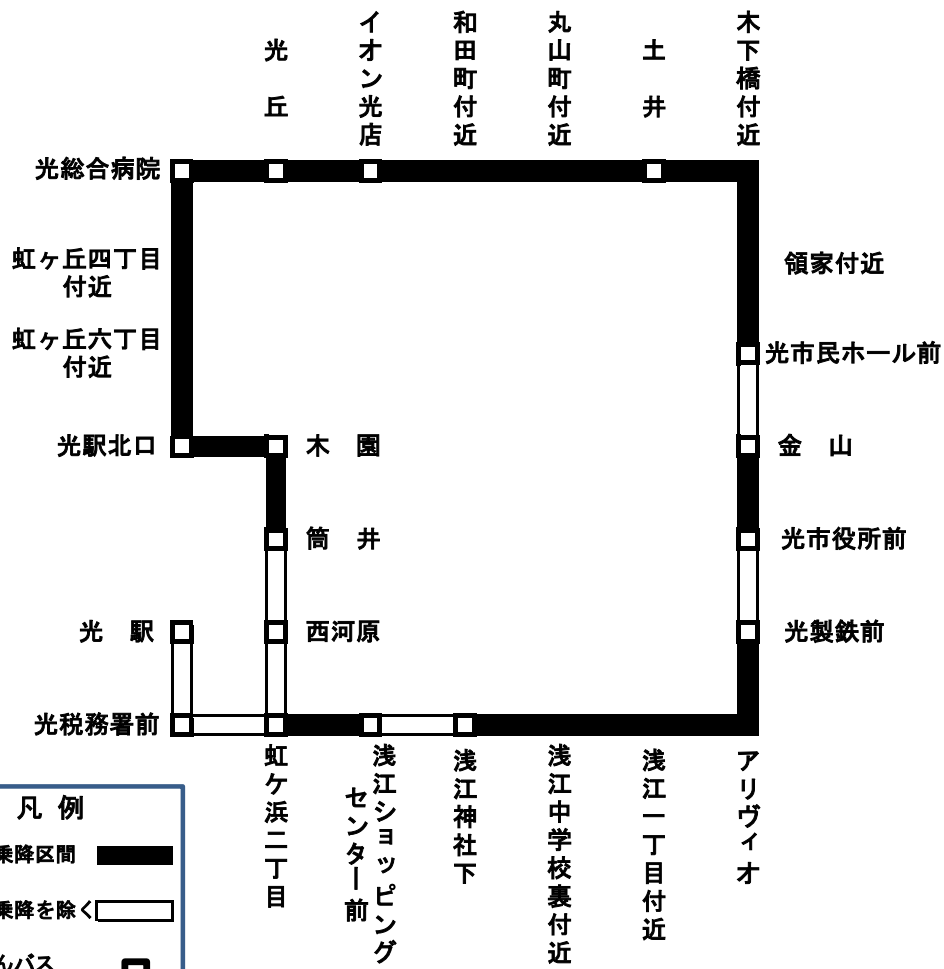 光丘
イオン光店
和田町付近
丸山町付近
土井
木下橋付近
光総合病院
虹ヶ丘四丁目
付近
虹ヶ丘六丁目
付近
光駅北口
木園
筒井
光駅
西河原
光税務署前
領家付近
光市民ホール前
金山
光市役所前
光製鉄前
虹ケ浜二丁目
浅江ショッピング
センター前
浅江神社下
浅江中学校裏付近
浅江一丁目付近
アリヴィオ
凡例
乗降区間
乗降を除く
バス